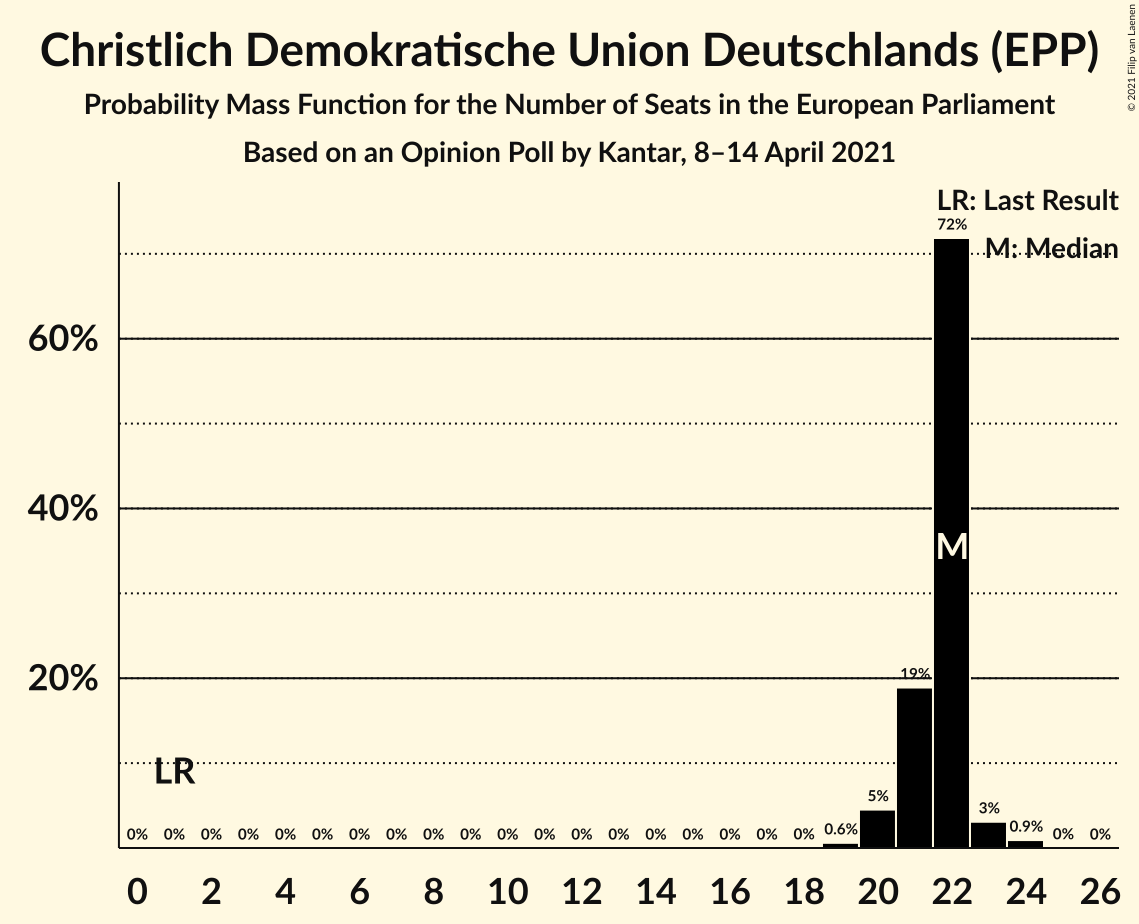 Christlich Demokratische Union Deutschlands (EPP)
Probability Mass Function for the Number of Seats in the European Parliament
Based on an Opinion Poll by Kantar, 8–14 April 2021
© 2021 Filip van Laenen
LR: Last Result
M: Median
72%
60%
40%
M
20%
19%
LR
0% 0% 0% 0% 0% 0% 0% 0% 0% 0% 0% 0% 0% 0% 0% 0% 0% 0% 0% 0.6% 5% 3% 0.9% 0% 0%
0 2 4 6 8 10 12 14 16 18 20 22 24 26